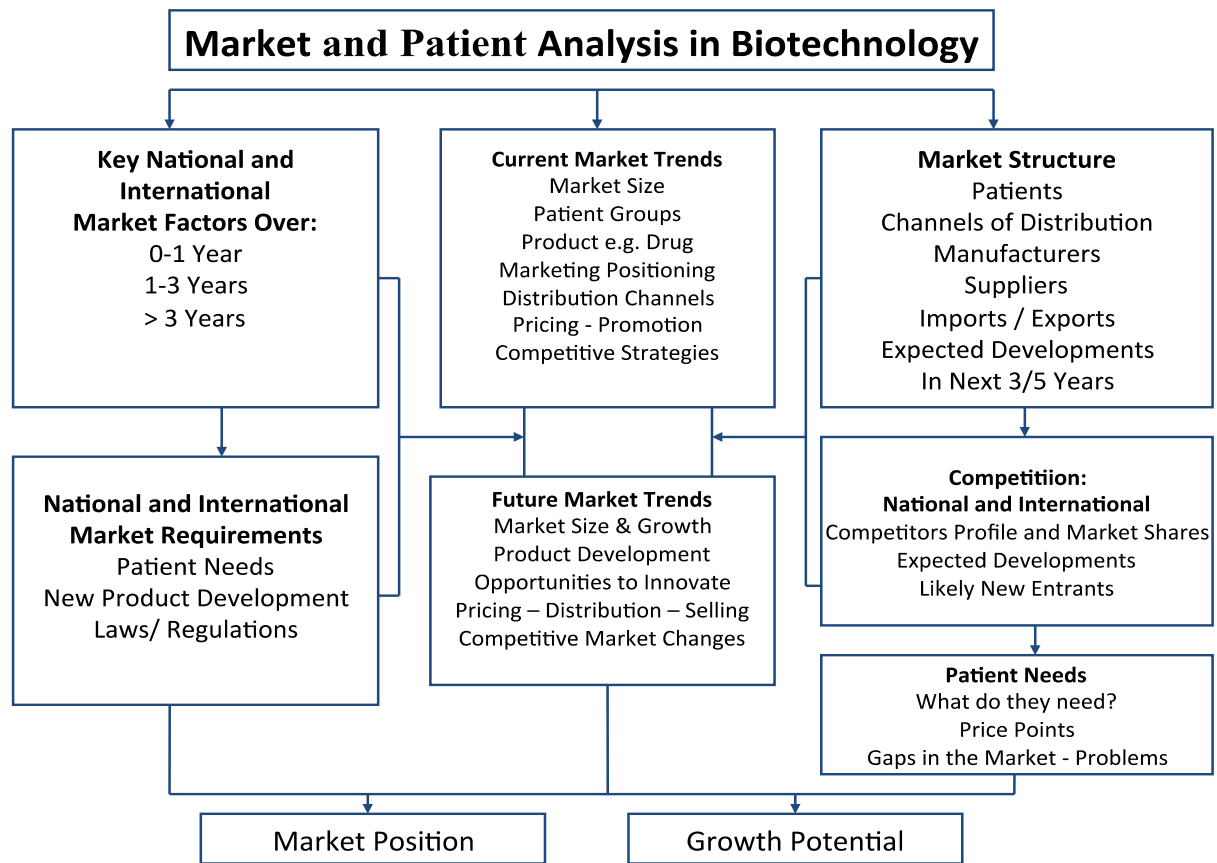 Market and Patient Analysis in Biotechnology
Key National and
International
Market Factors Over:
0-1 Year
1-3 Years
> 3 Years
Current Market Trends
Market Size
Patient Groups
Product e.g. Drug
Marketing Positioning
Distribution Channels
Pricing - Promotion
Competitive Strategies
Market Structure
Patients
Channels of Distribution
Manufacturers
Suppliers
Imports / Exports
Expected Developments
In Next 3/5 Years
National and International
Market Requirements
Patient Needs
New Product Development
Laws/ Regulations
Future Market Trends
Market Size & Growth
Product Development
Opportunities to Innovate
Pricing – Distribution – Selling
Competitive Market Changes
Competitiion:
National and International
Competitors Profile and Market Shares
Expected Developments
Likely New Entrants
Patient Needs
What do they need?
Price Points
Gaps in the Market - Problems
Market Position
Growth Potential